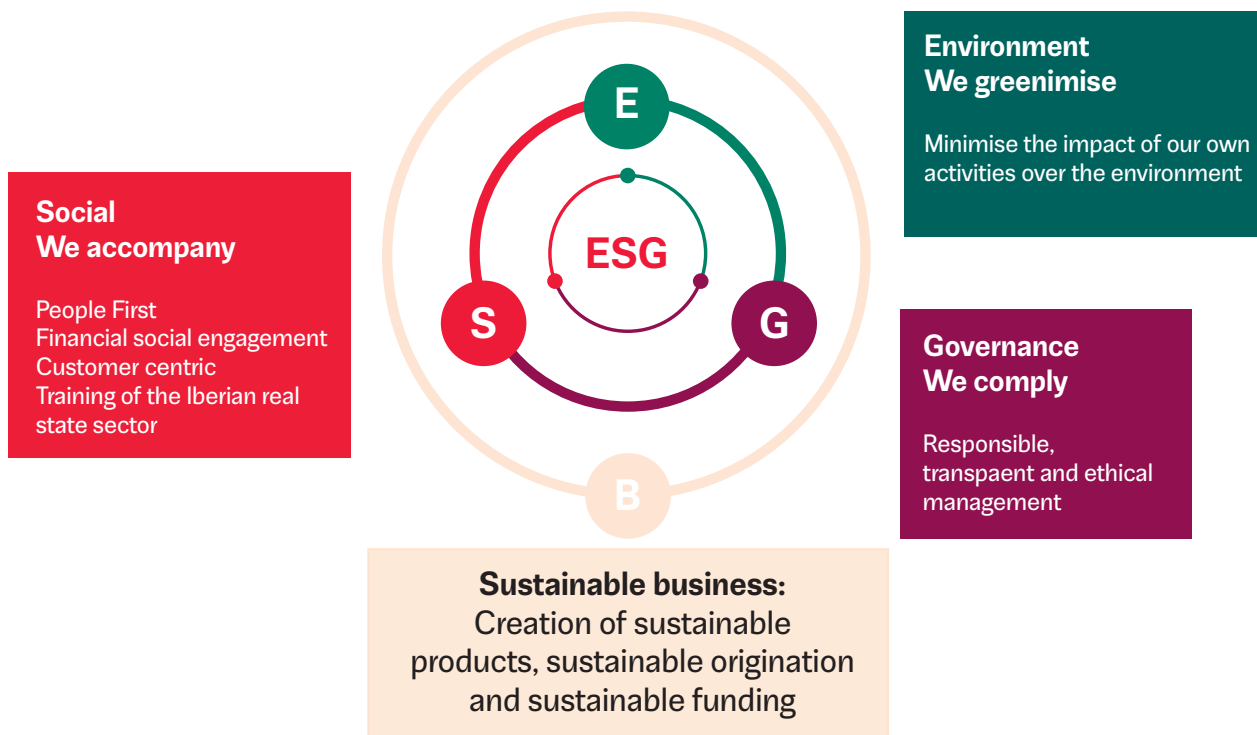 E
ESG
S
G
B
Environment
We greenimise
Minimise the impact of our own
activities over the environment
Social
We accompany
People First
Financial social engagement
Customer centric
Training of the Iberian real
state sector
Governance
We comply
Responsible,
transpaent and ethical
management
Sustainable business:
Creation of sustainable
products, sustainable origination
and sustainable funding